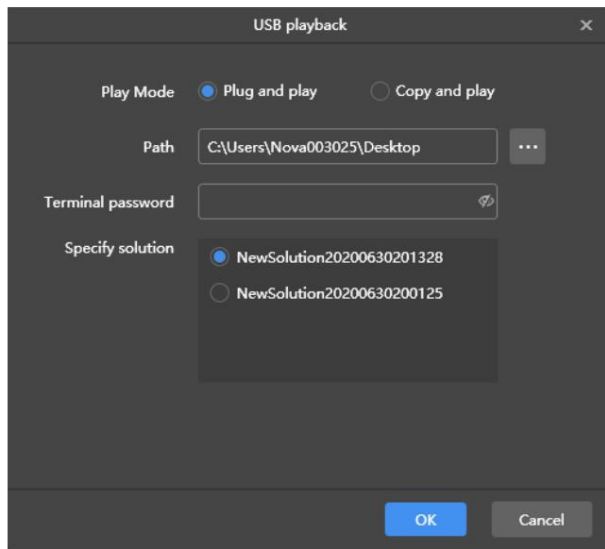 USB playback
Play Mode Plug and play Copy and play
Path C:\Users\Nova003025\Desktop ...
Terminal password
Specify solution
NewSolution20200630201328
NewSolution20200630200125
OK Cancel